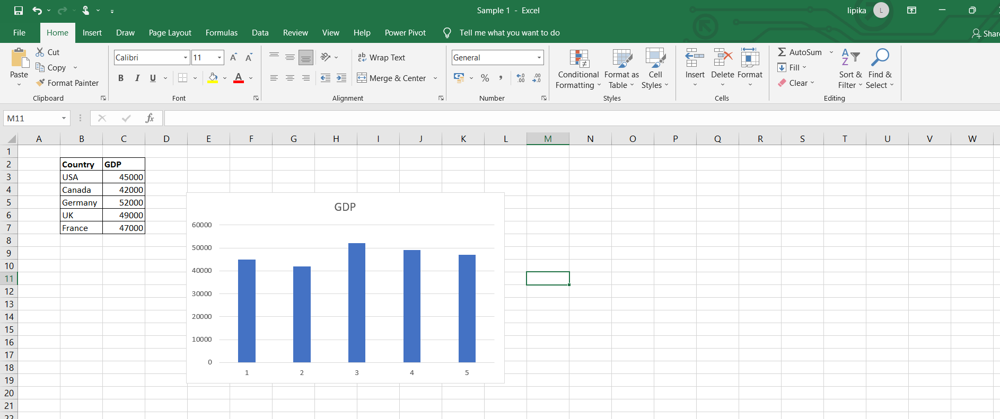 Sample 1 - Excel
lipika
L
File Home Insert Draw Page Layout Formulas Data Review View Help Power Pivot Tell me what you want to do
Cut
Copy
Format Painter
Paste
Clipboard
Calibri 11
B I U
Font
Wrap Text
Merge & Center
Alignment
General
Number
Conditional Formatting
Format as Table
Cell Styles
Styles
Insert Delete Format
Cells
AutoSum
Fill
Clear
Sort & Filter
Find & Select
Editing
M11
fx
A B C D E F G H I J K L M N O P Q R S T U V W
1
2 Country GDP
3 USA 45000
4 Canada 42000
5 Germany 52000
6 UK 49000
7 France 47000
8
9
10
11
12
13
14
15
16
17
18
19
20
21
22
GDP
60000
50000
40000
30000
20000
10000
0
1 2 3 4 5